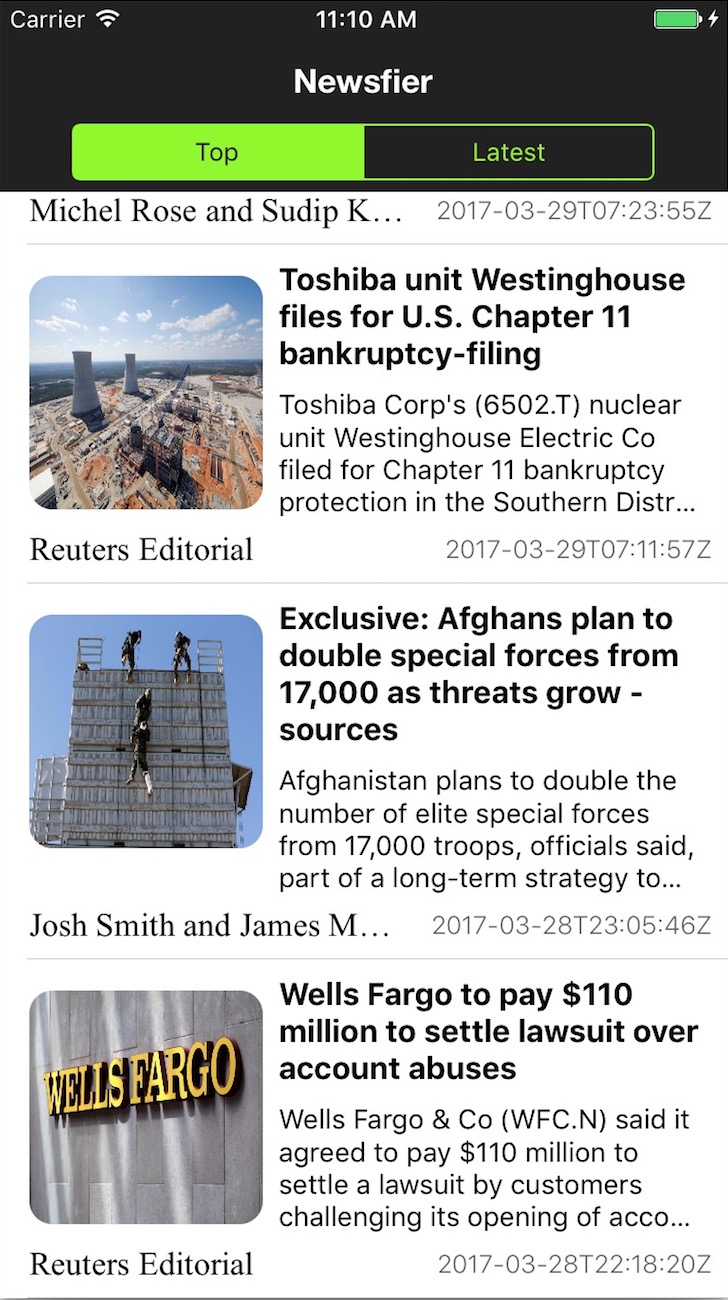 Carrier 11:10 AM
Newsfier
Top Latest
Michel Rose and Sudip K... 2017-03-29T07:23:55Z
Toshiba unit Westinghouse
files for U.S. Chapter 11
bankruptcy-filing
Toshiba Corp's (6502.T) nuclear
unit Westinghouse Electric Co
filed for Chapter 11 bankruptcy
protection in the Southern Distr...
Reuters Editorial 2017-03-29T07:11:57Z
Exclusive: Afghans plan to
double special forces from
17,000 as threats grow -
sources
Afghanistan plans to double the
number of elite special forces
from 17,000 troops, officials said,
part of a long-term strategy to...
Josh Smith and James M... 2017-03-28T23:05:46Z
WELLS FARGO
Wells Fargo to pay $110
million to settle lawsuit over
account abuses
Wells Fargo & Co (WFC.N) said it
agreed to pay $110 million to
settle a lawsuit by customers
challenging its opening of acco...
Reuters Editorial 2017-03-28T22:18:20Z